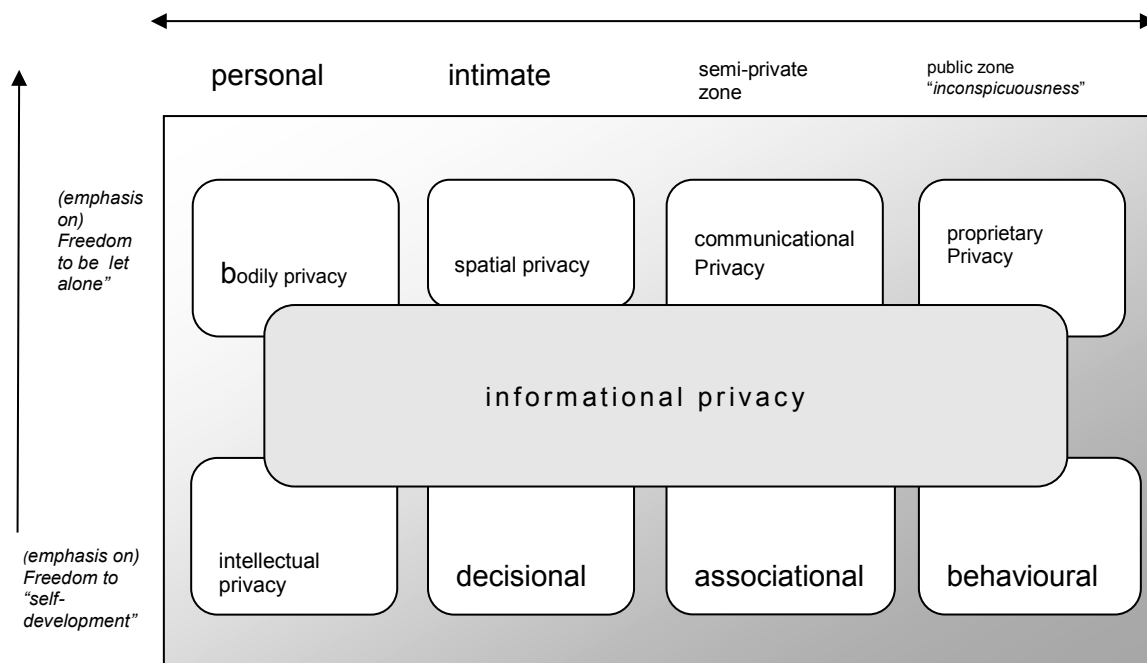 personal
intimate
semi-private
zone
public zone
“inconspicuousness”
(emphasis
on)
Freedom
to be let
alone”
bodily privacy
spatial privacy
communicational
Privacy
proprietary
Privacy
informational privacy
(emphasis on)
Freedom to
“self-
development”
intellectual
privacy
decisional
associational
behavioural